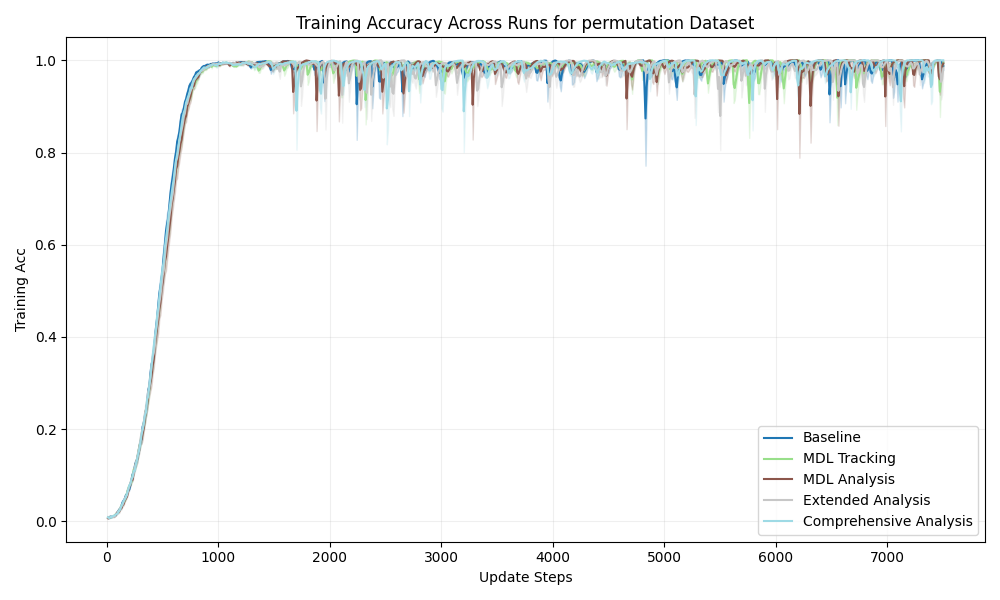 Training Accuracy Across Runs for permutation Dataset
Training Acc
1.0
0.8
0.6
0.4
0.2
0.0
0 1000 2000 3000 4000 5000 6000 7000
Update Steps
Baseline
MDL Tracking
MDL Analysis
Extended Analysis
Comprehensive Analysis